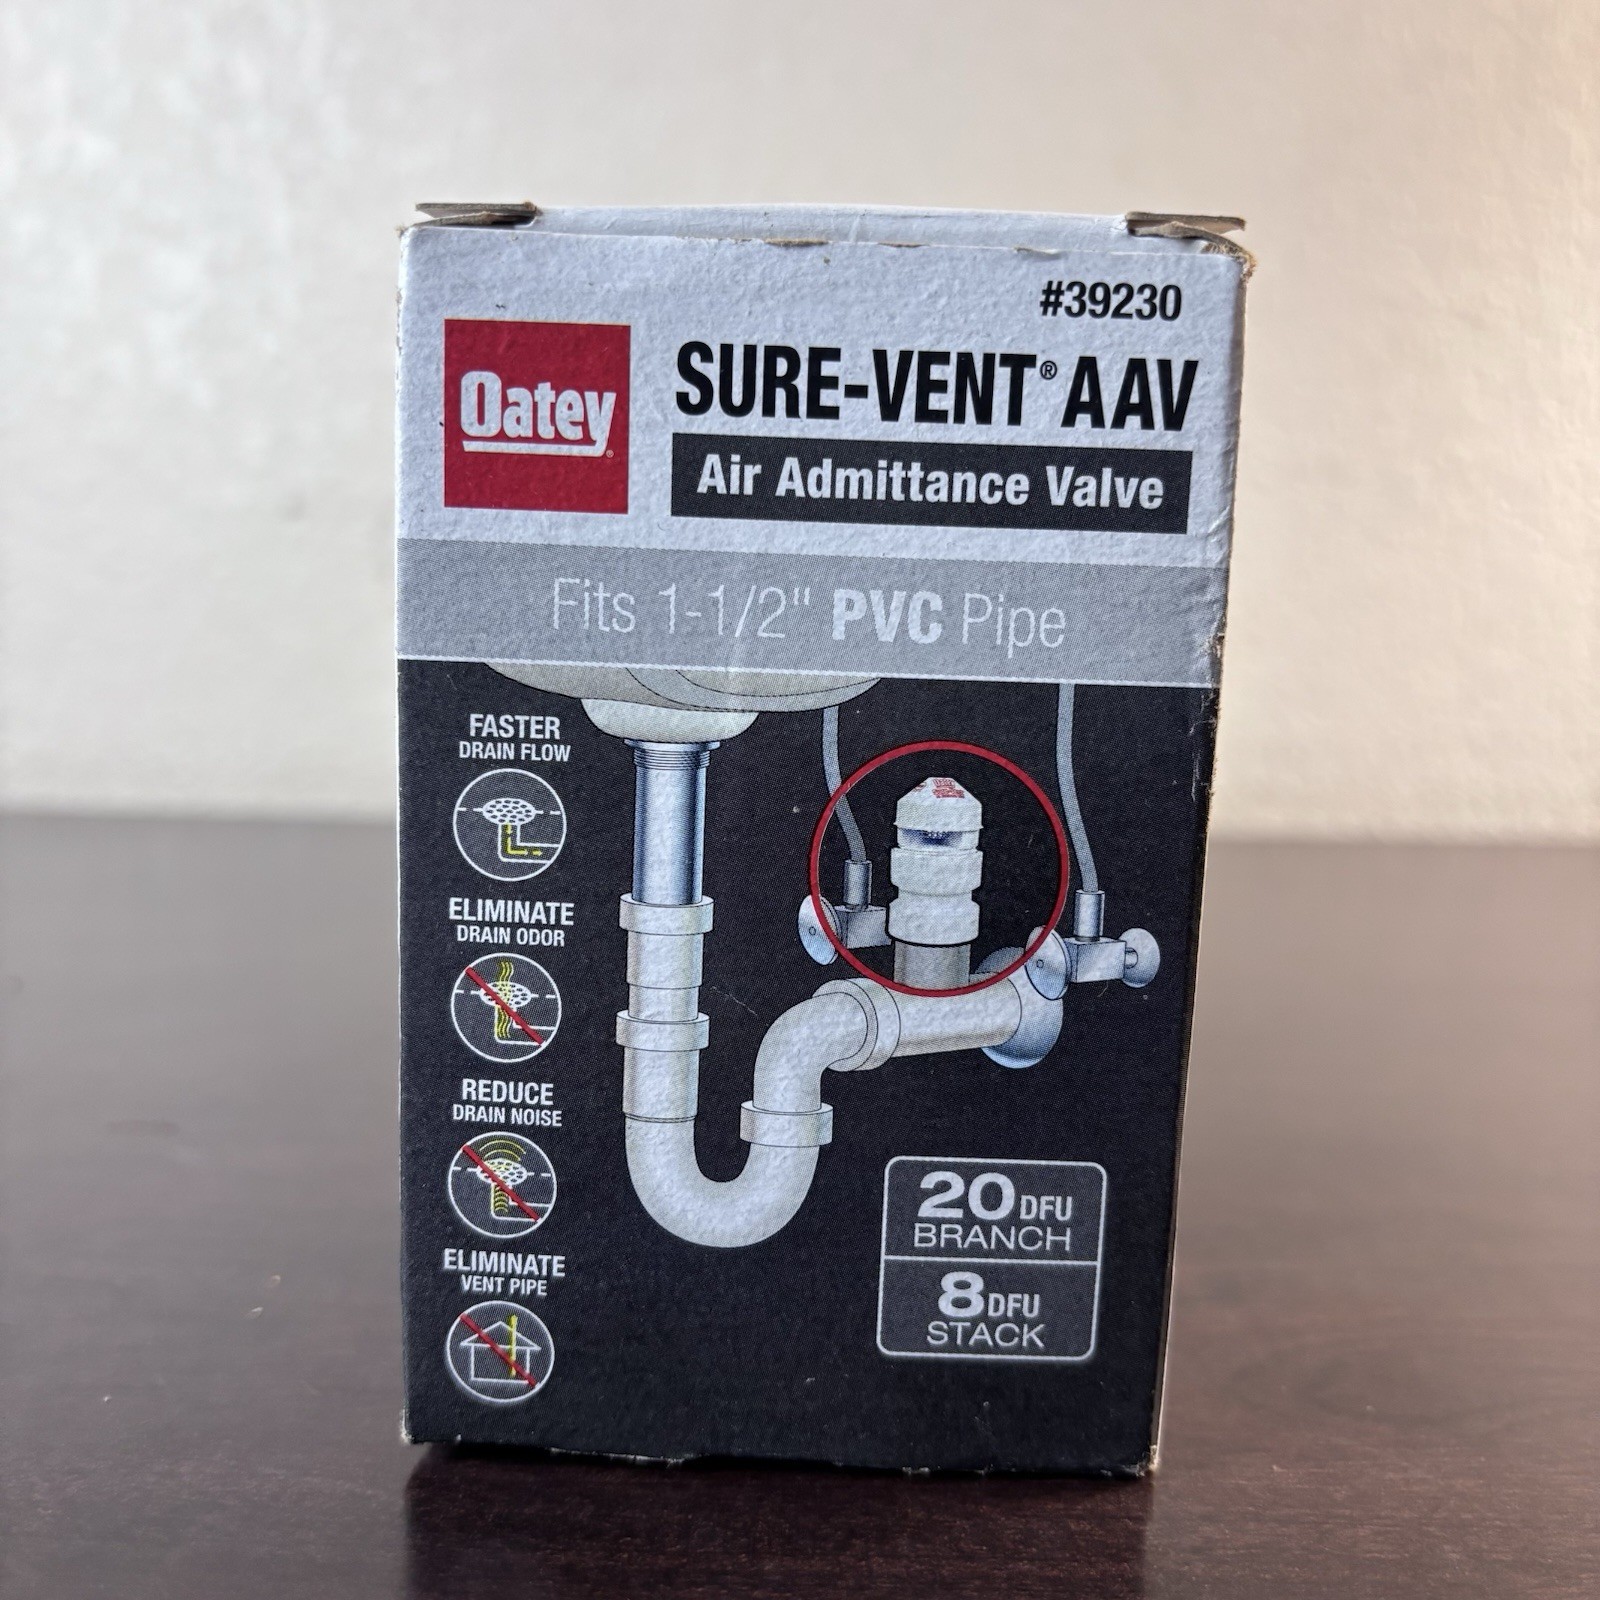 #39230
Oatey®
SURE-VENT® AAV
Air Admittance Valve
Fits 1-1/2" PVC Pipe
FASTER
DRAIN FLOW
ELIMINATE
DRAIN ODOR
REDUCE
DRAIN NOISE
ELIMINATE
VENT PIPE
20 DFU
BRANCH
8 DFU
STACK